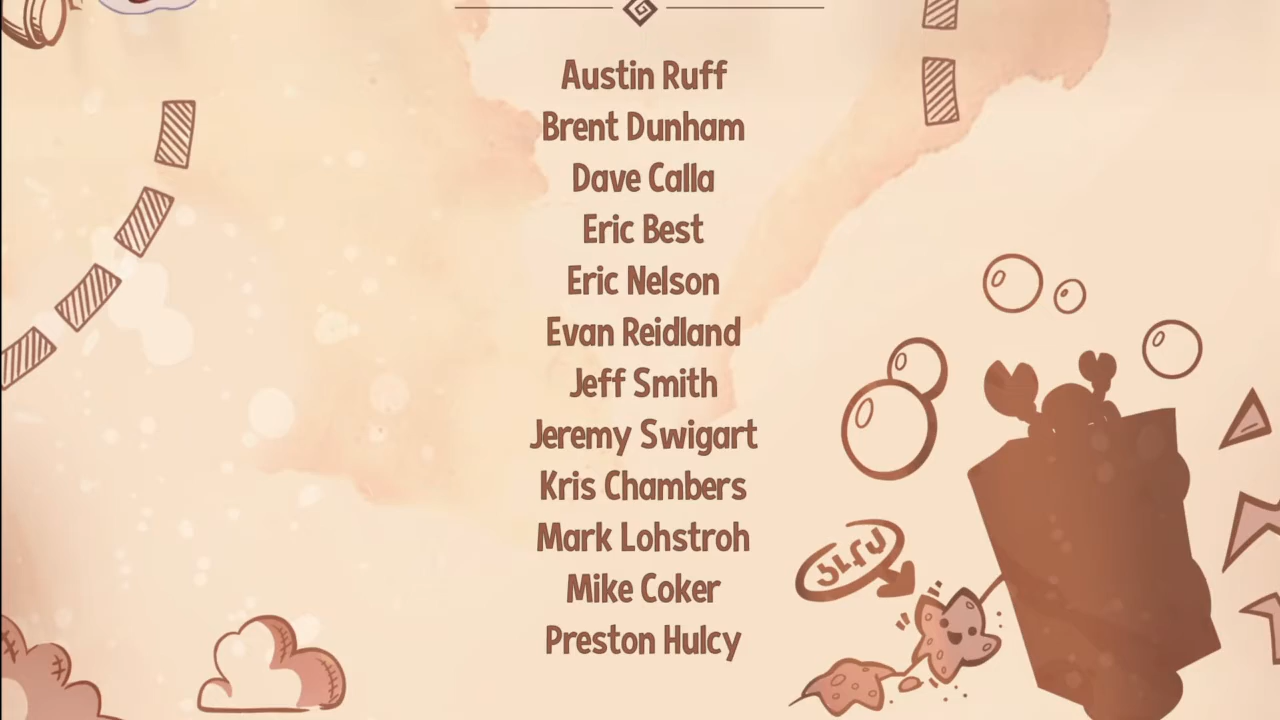 Austin Ruff
Brent Dunham
Dave Calla
Eric Best
Eric Nelson
Evan Reidland
Jeff Smith
Jeremy Swigart
Kris Chambers
Mark Lohstroh
Mike Coker
Preston Hulcy